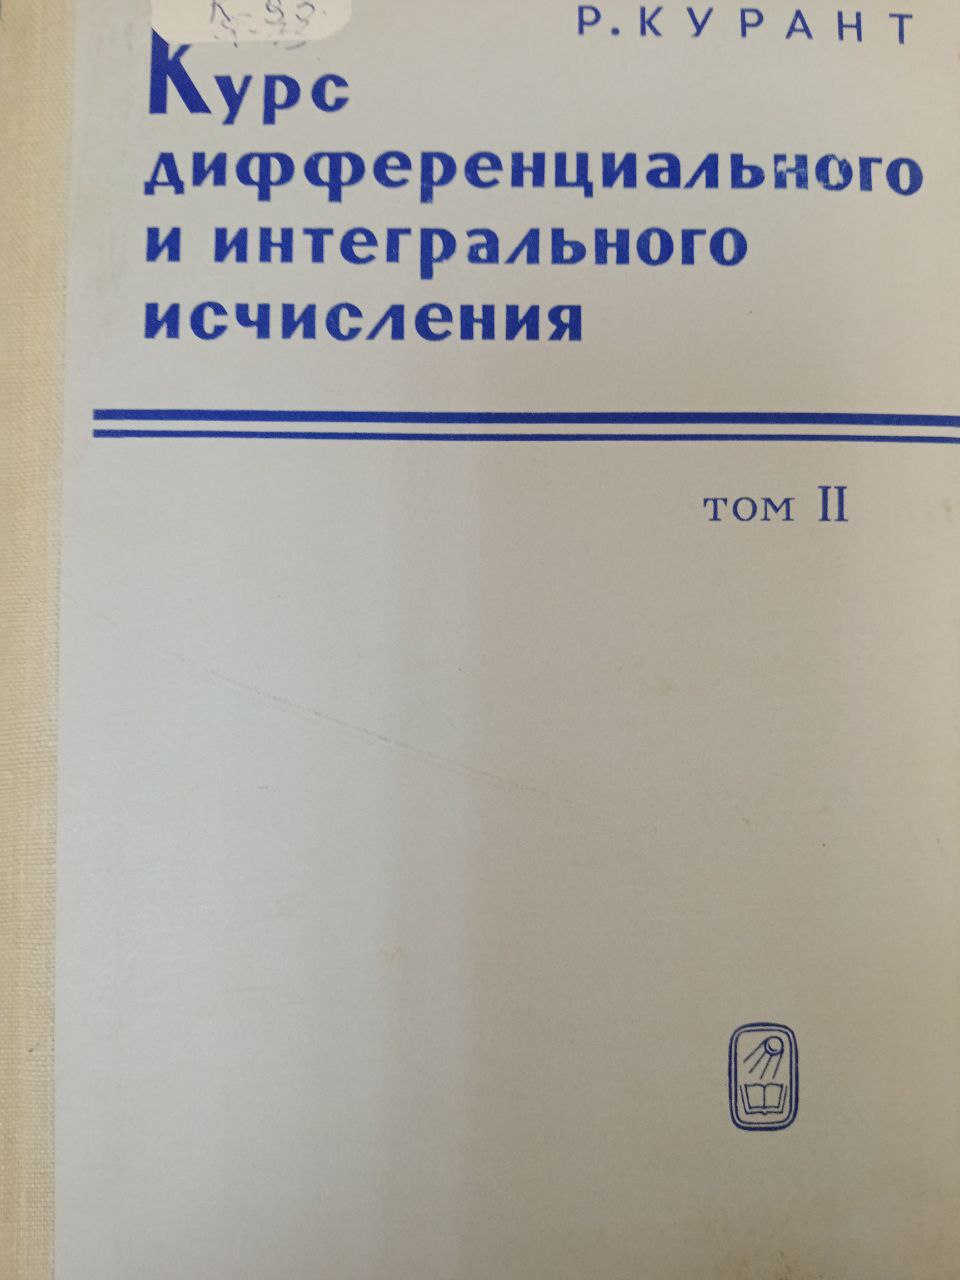 Р. КУРАНТ
Курс
дифференциального
и интегрального
исчисления
том II